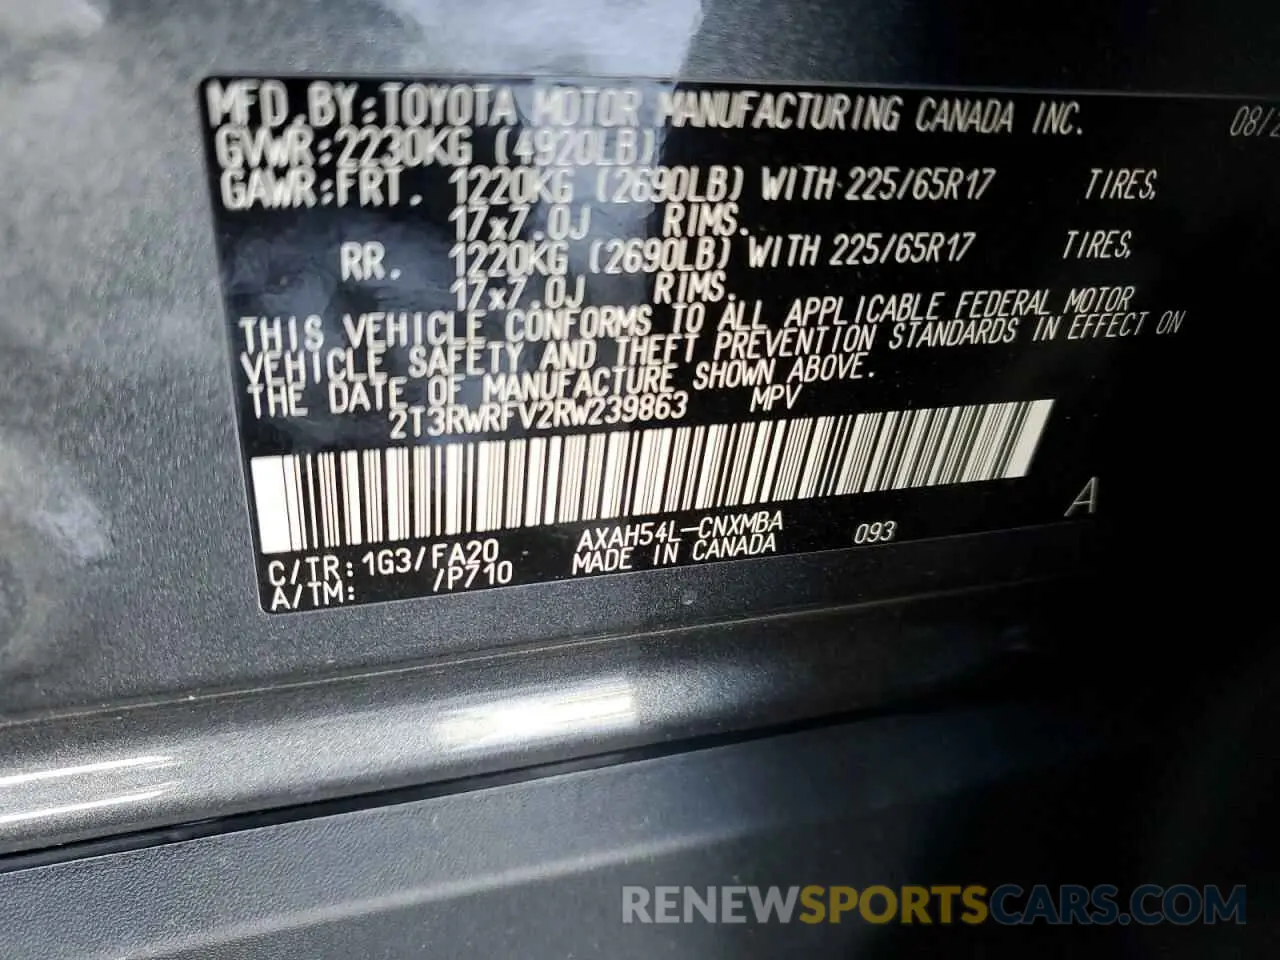 MFD.BY:TOYOTA MOTOR MANUFACTURING CANADA INC. 08/2
GVWR:2230KG (4920LB)
GAWR:FRT. 1220KG (2690LB) WITH 225/65R17 TIRES,
17x7.0J RIMS.
RR. 1220KG (2690LB) WITH 225/65R17 TIRES,
17x7.0J RIMS.
THIS VEHICLE CONFORMS TO ALL APPLICABLE FEDERAL MOTOR
VEHICLE SAFETY AND THEFT PREVENTION STANDARDS IN EFFECT ON
THE DATE OF MANUFACTURE SHOWN ABOVE.
2T3RWRFV2RW239863 MPV
A
C/TR:1G3/FA20 AXAH54L-CNXMBA 093
A/TM: /P710 MADE IN CANADA
RENEWSPORTSCARS.COM